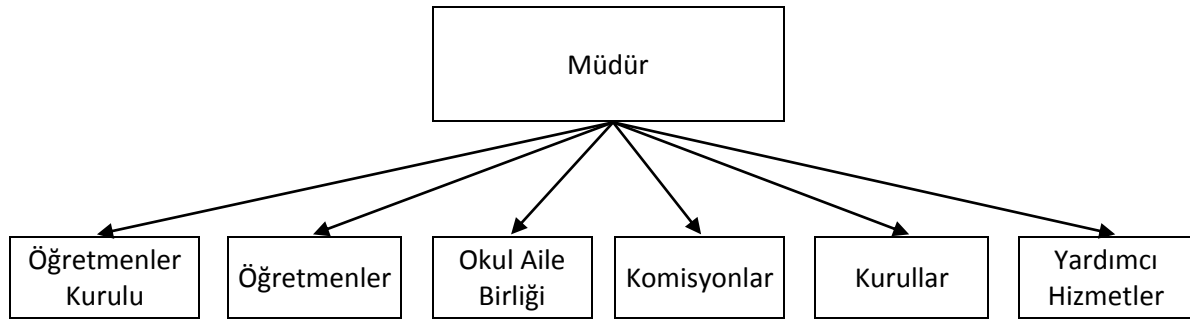 Müdür
Öğretmenler
Kurulu
Öğretmenler
Okul Aile
Birliği
Komisyonlar
Kurullar
Yardımcı
Hizmetler